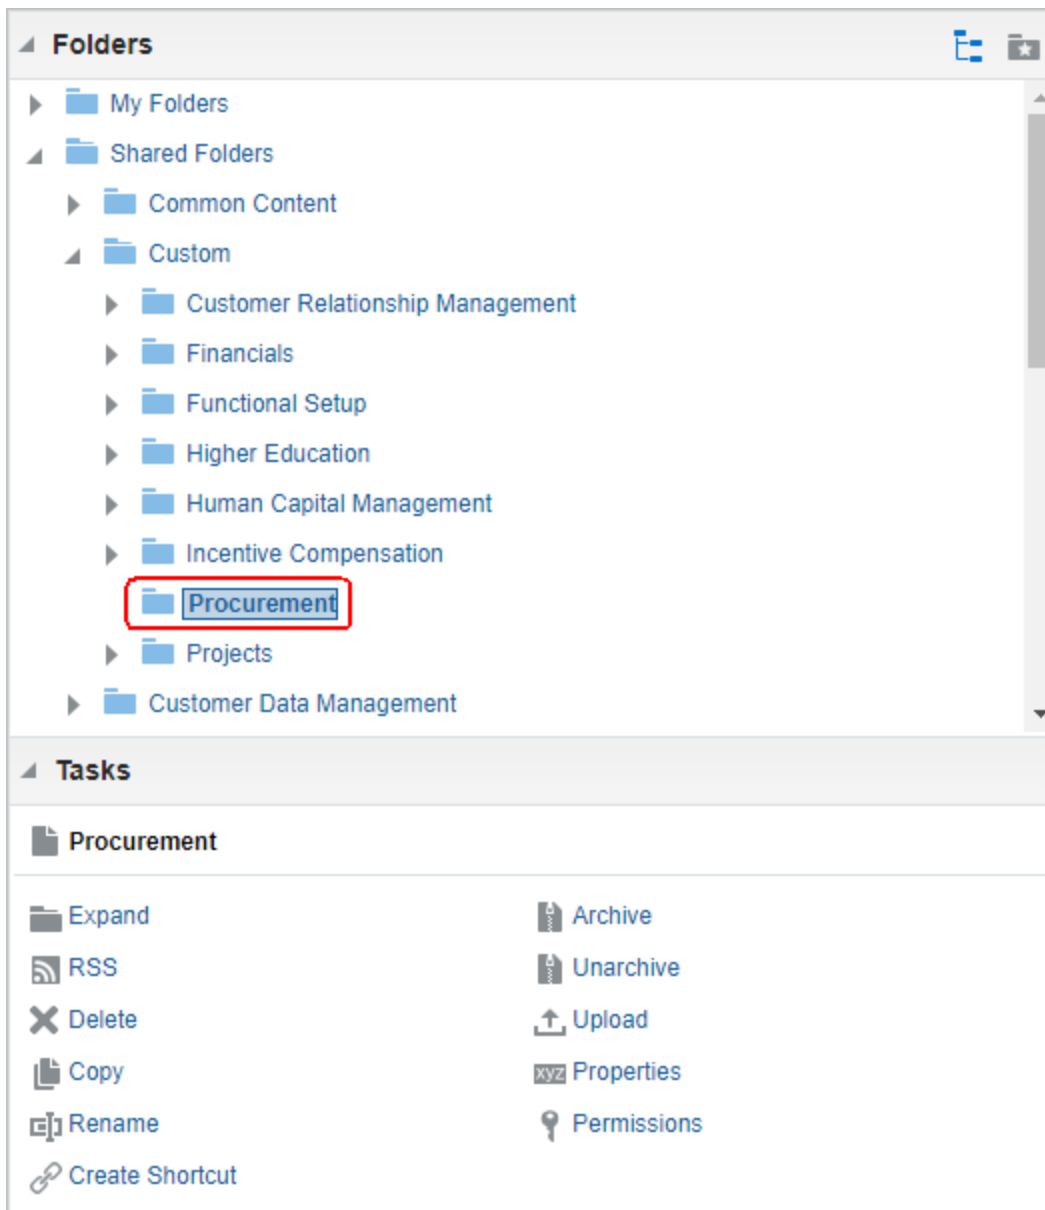 Folders
My Folders
Shared Folders
Common Content
Custom
Customer Relationship Management
Financials
Functional Setup
Higher Education
Human Capital Management
Incentive Compensation
Procurement
Projects
Customer Data Management
Tasks
Procurement
Expand
Archive
RSS
Unarchive
Delete
Upload
Copy
xyz Properties
Rename
Permissions
Create Shortcut